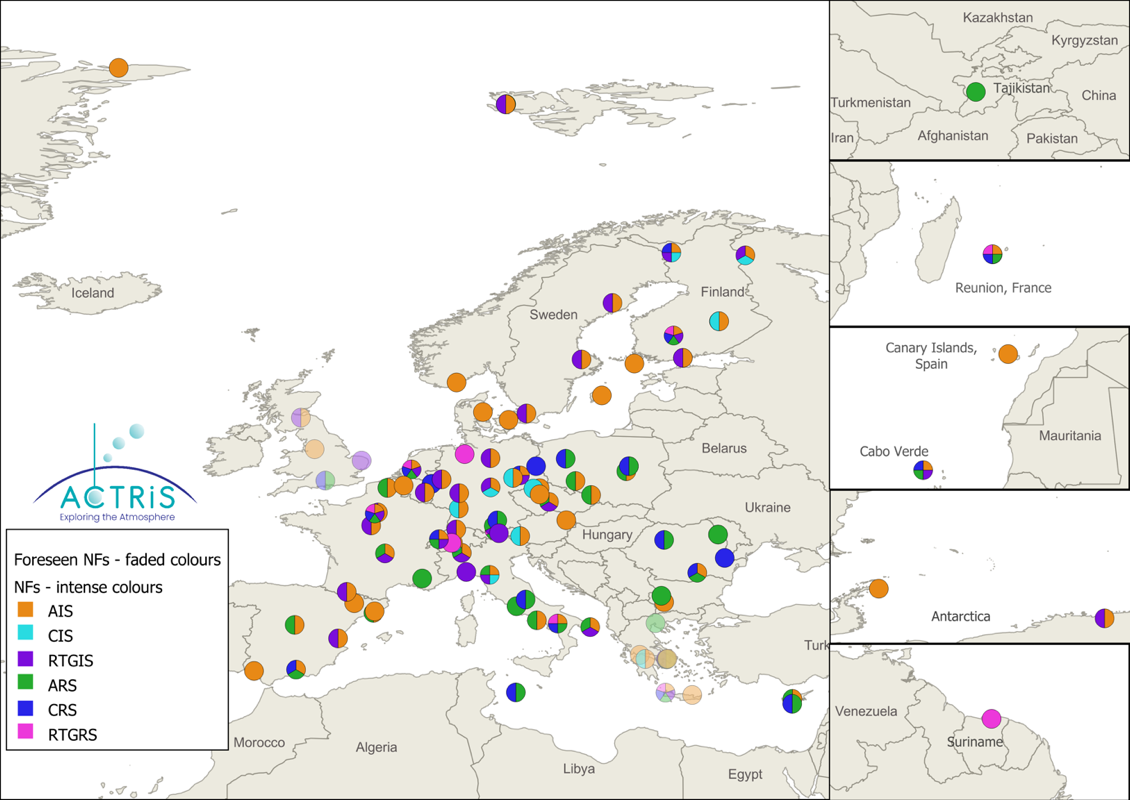 Iceland
Sweden
Finland
Belarus
Ukraine
Hungary
Turk
Morocco
Algeria
Libya
Egypt
ACTRiS
Exploring the Atmosphere
Foreseen NFs - faded colours
NFs - intense colours
AIS
CIS
RTGIS
ARS
CRS
RTGRS
Kazakhstan
Kyrgyzstan
Tajikistan
China
Turkmenistan
Iran
Afghanistan
Pakistan
Reunion, France
Canary Islands,
Spain
Mauritania
Cabo Verde
Antarctica
Venezuela
Suriname